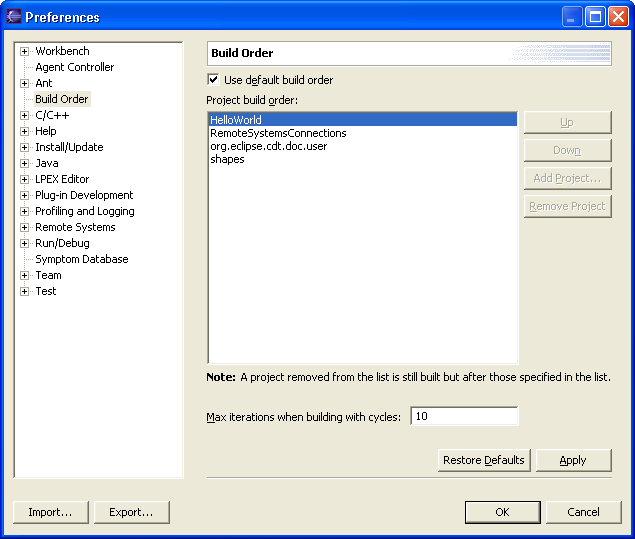 Preferences
Workbench
Agent Controller
Ant
Build Order
C/C++
Help
Install/Update
Java
LPEX Editor
Plug-in Development
Profiling and Logging
Remote Systems
Run/Debug
Symptom Database
Team
Test
Build Order
Use default build order
Project build order:
HelloWorld
RemoteSystemsConnections
org.eclipse.cdt.doc.user
shapes
Up
Down
Add Project...
Remove Project
Note: A project removed from the list is still built but after those specified in the list.
Max iterations when building with cycles: 10
Restore Defaults Apply
Import... Export... OK Cancel